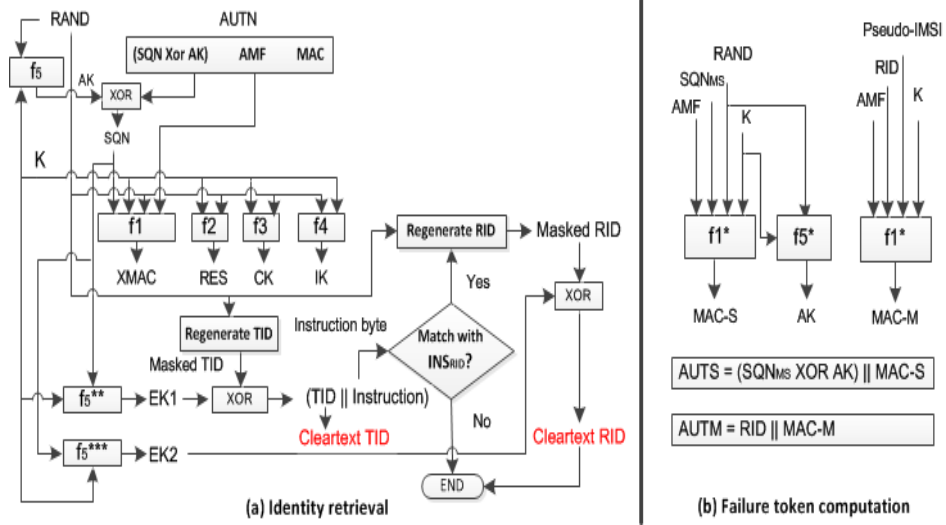 RAND
AUTN
(SQN Xor AK) AMF MAC
f5
AK
XOR
SQN
K
f1
f2
f3
f4
XMAC
RES
CK
IK
Regenerate RID
Masked RID
XOR
Yes
Regenerate TID
Instruction byte
Match with
INSRID?
Masked TID
f5**
EK1
XOR
(TID || Instruction)
No
Cleartext TID
Cleartext RID
f5***
EK2
END
(a) Identity retrieval
Pseudo-IMSI
RAND
RID
SQNMS
K
AMF
K
AMF
f1*
f5*
f1*
MAC-S
AK
MAC-M
AUTS = (SQNMS XOR AK) || MAC-S
AUTM = RID || MAC-M
(b) Failure token computation